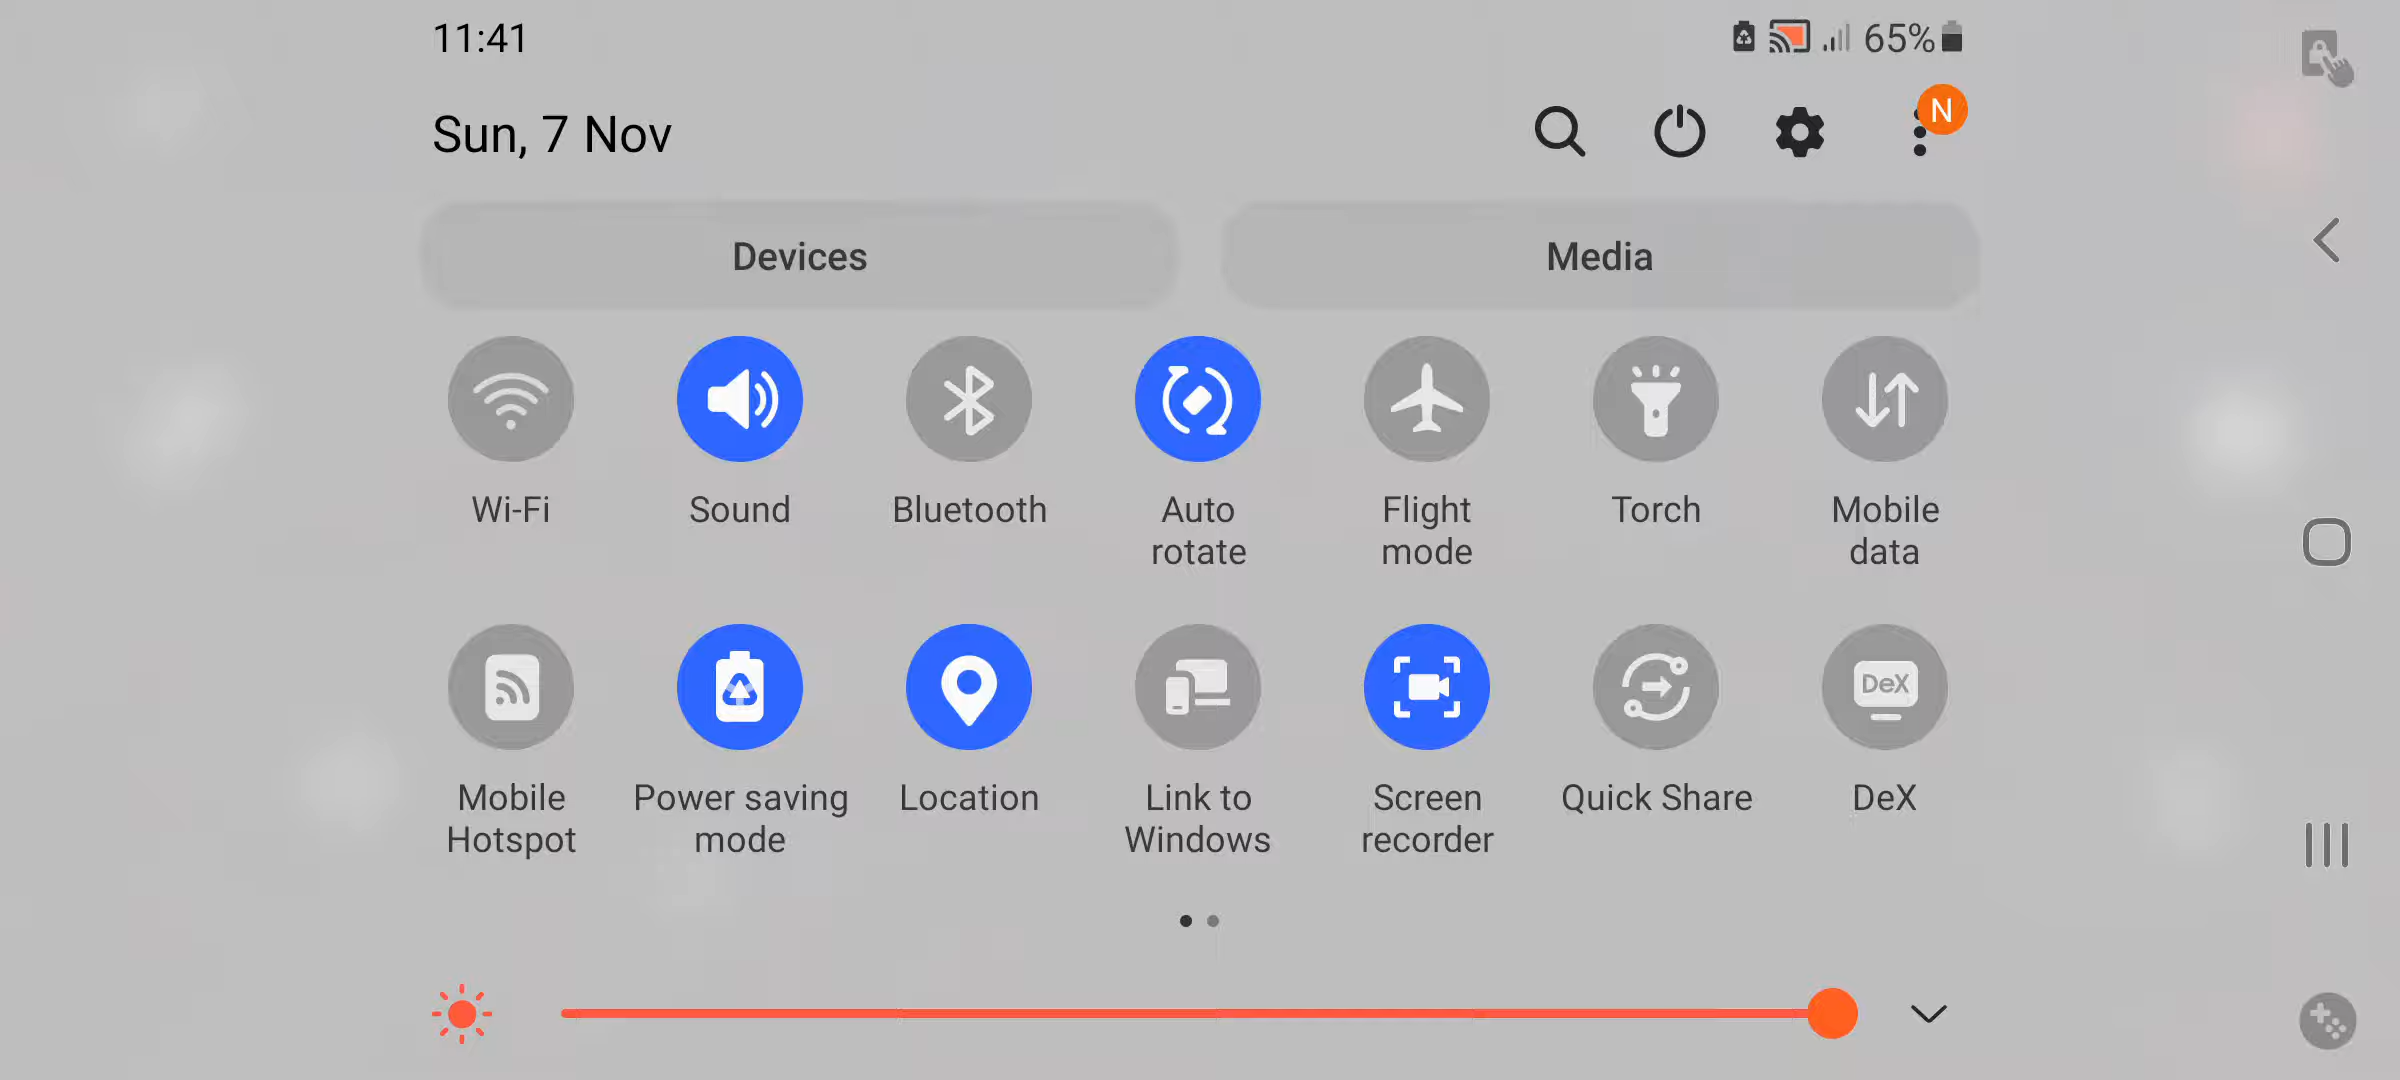 11:41
65%
Sun, 7 Nov
N
Devices
Media
Wi-Fi
Sound
Bluetooth
Auto
rotate
Flight
mode
Torch
Mobile
data
Mobile
Hotspot
Power saving
mode
Location
Link to
Windows
Screen
recorder
Quick Share
DeX
DeX